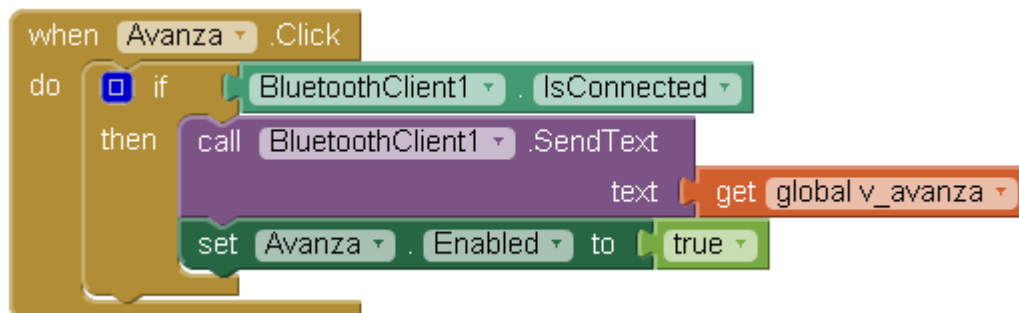 when Avanza .Click
do if BluetoothClient1 . IsConnected
then call BluetoothClient1 .SendText
text get global v_avanza
set Avanza . Enabled to true